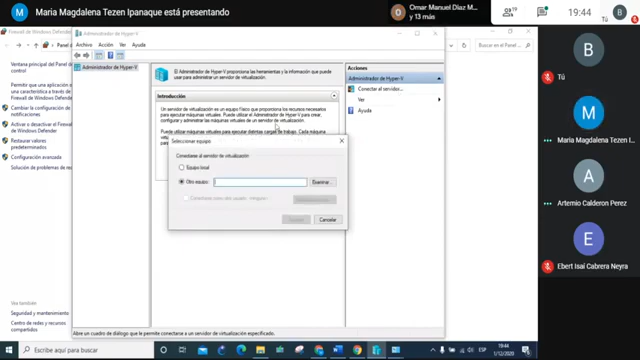 Maria Magdalena Tezen Ipanaque está presentando
Omar Manuel Diaz M...
y 13 más
19
19:44
Tú
Firewall de Windows Defender
Administrador de Hyper-V
Archivo Acción Ver Ayuda
Panel d
Buscar en el Panel
Ventana principal del Panel
Permitir que una
característica a través de
Firewall de Windows
Cambiar la configuración de
Activar o desactivar el Firewall
de Windows Defender
Restaurar valores
predeterminados
Configuración avanzada
Solución de problemas de red
Administrador de Hyper-V
El Administrador de Hyper-V proporciona las herramientas y la información que puede
usar para administrar un servidor de virtualización.
Introducción
Un servidor de virtualización es un equipo físico que proporciona los recursos necesarios
para ejecutar máquinas virtuales. Puede utilizar el Administrador de Hyper-V para crear,
configurar y administrar las máquinas virtuales de un servidor de virtualización.
Puede utilizar máquinas virtuales para ejecutar distintas cargas de trabajo. Cada máquina
Acciones
Administrador de Hyper-V
Conectar al servidor...
Ver
Ayuda
Seleccionar equipo
Conectarse al servidor de virtualización
Equipo local
Otro equipo:
Examinar...
Conectarse como otro usuario:
Cancelar
Vea también
Seguridad y mantenimiento
Centro de redes y recursos
compartidos
Abre un cuadro de diálogo que le permite conectarse a un servidor de virtualización especificado.
Escribe aquí para buscar
ESP
19:44
1/12/2020
B
Tú
M
Maria Magdalena Tezen I...
A
Artemio Calderon Perez
E
Ebert Isai Cabrera Neyra